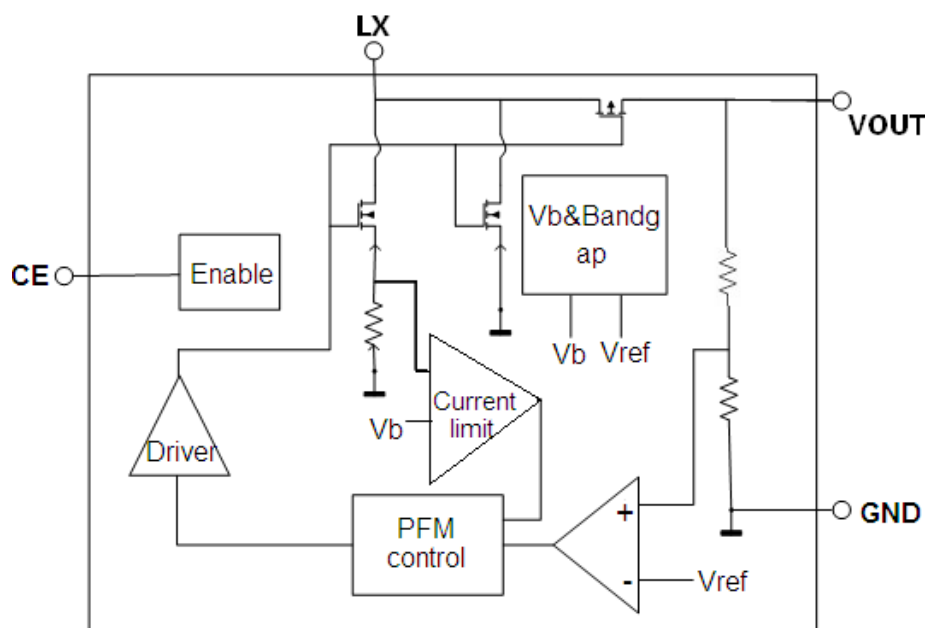 LX
VOUT
Vb&Bandg
ap
CE
Enable
Vb Vref
Current
limit
Vb
Driver
PFM
control
+
GND
-
Vref